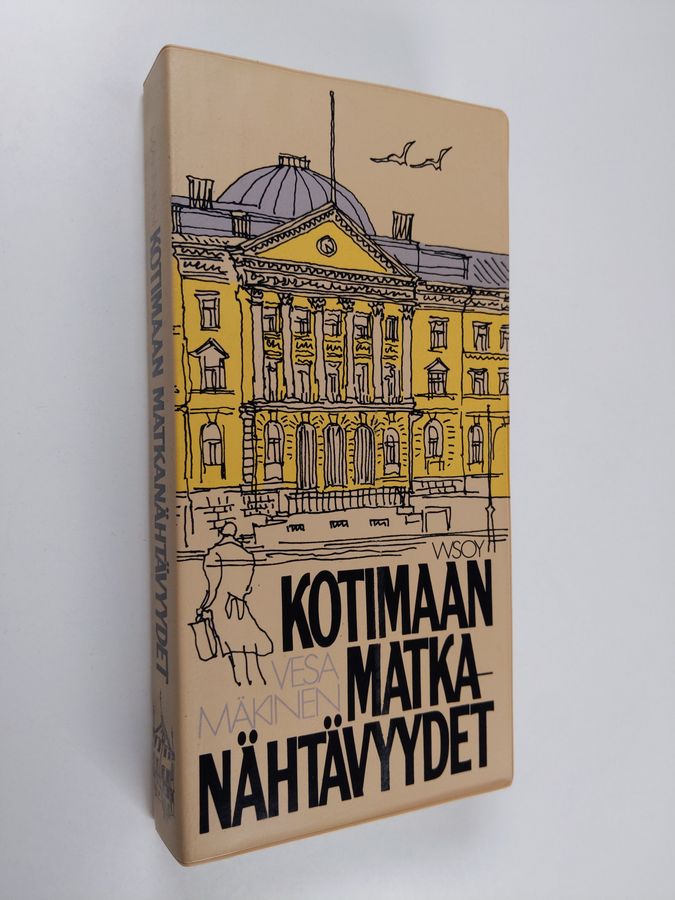 KOTIMAAN MATKANÄHTÄVYYDET
WSOY
KOTIMAAN
VESA
MATKA-
MÄKINEN
NÄHTÄVYYDET